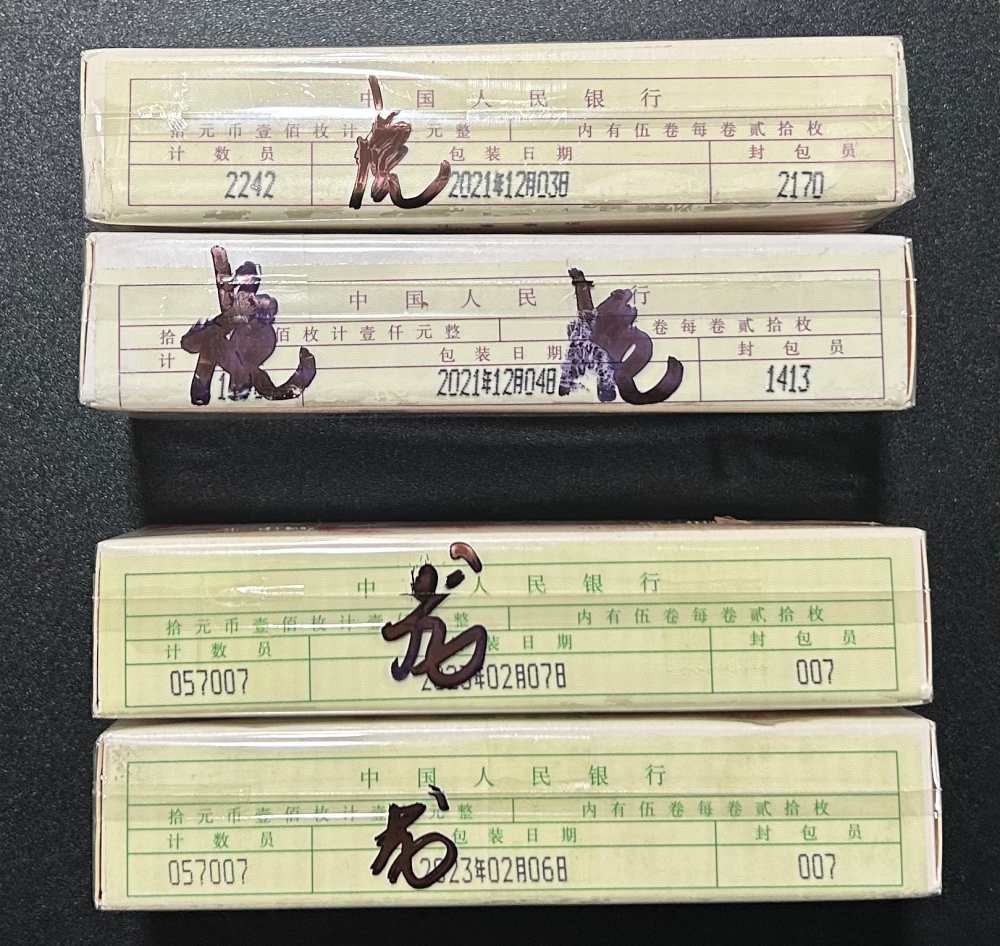 中国人民银行
拾元币壹佰枚计 元整 内有伍卷每卷贰拾枚
计数员 包装日期 封包员
2242 2021年12月03日 2170
虎
中国人民 行
拾 佰枚计壹仟元整 卷每卷贰拾枚
计 包装日期 封包员
2021年12月04日 1413
虎 虎
中 人民银行
拾元币壹佰枚计壹仟 整 内有伍卷每卷贰拾枚
计数员 装日期 封包员
057007 年02月07日 007
龙
中国人民银行
拾元币壹佰枚计壹 元整 内有伍卷每卷贰拾枚
计数员 包装日期 封包员
057007 2023年02月06日 007
龙